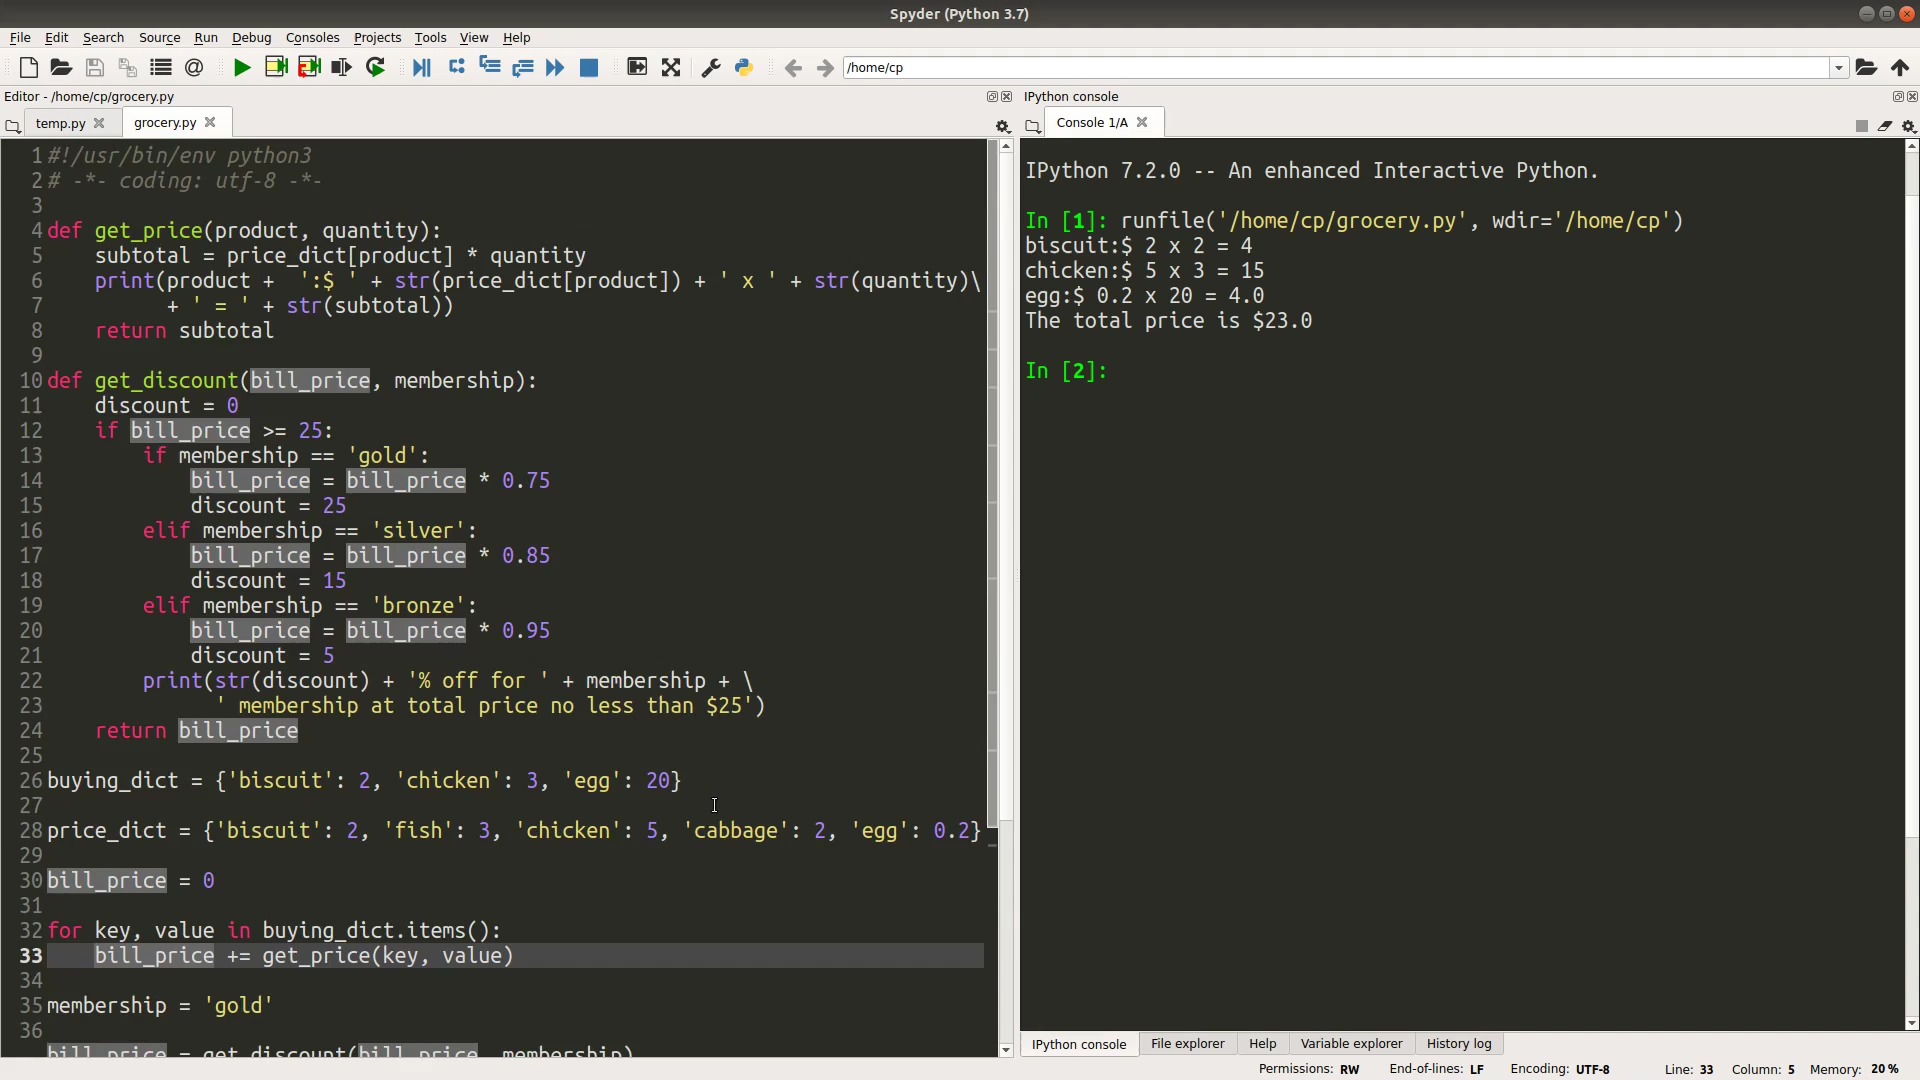 Spyder (Python 3.7)
File Edit Search Source Run Debug Consoles Projects Tools View Help
/home/cp
Editor - /home/cp/grocery.py
temp.py grocery.py
1 #!/usr/bin/env python3
2 # -*- coding: utf-8 -*-
3
4 def get_price(product, quantity):
5     subtotal = price_dict[product] * quantity
6     print(product +  ':$ ' + str(price_dict[product]) + ' x ' + str(quantity)\
7           + ' = ' + str(subtotal))
8     return subtotal
9
10 def get_discount(bill_price, membership):
11     discount = 0
12     if bill_price >= 25:
13         if membership == 'gold':
14             bill_price = bill_price * 0.75
15             discount = 25
16         elif membership == 'silver':
17             bill_price = bill_price * 0.85
18             discount = 15
19         elif membership == 'bronze':
20             bill_price = bill_price * 0.95
21             discount = 5
22         print(str(discount) + '% off for ' + membership + \
23               ' membership at total price no less than $25')
24     return bill_price
25
26 buying_dict = {'biscuit': 2, 'chicken': 3, 'egg': 20}
27
28 price_dict = {'biscuit': 2, 'fish': 3, 'chicken': 5, 'cabbage': 2, 'egg': 0.2}
29
30 bill_price = 0
31
32 for key, value in buying_dict.items():
33     bill_price += get_price(key, value)
34
35 membership = 'gold'
36
bill_price = get_discount(bill_price, membership)
IPython console
Console 1/A
IPython 7.2.0 -- An enhanced Interactive Python.
In [1]: runfile('/home/cp/grocery.py', wdir='/home/cp')
biscuit:$ 2 x 2 = 4
chicken:$ 5 x 3 = 15
egg:$ 0.2 x 20 = 4.0
The total price is $23.0
In [2]:
IPython console File explorer Help Variable explorer History log
Permissions: RW End-of-lines: LF Encoding: UTF-8 Line: 33 Column: 5 Memory: 20 %